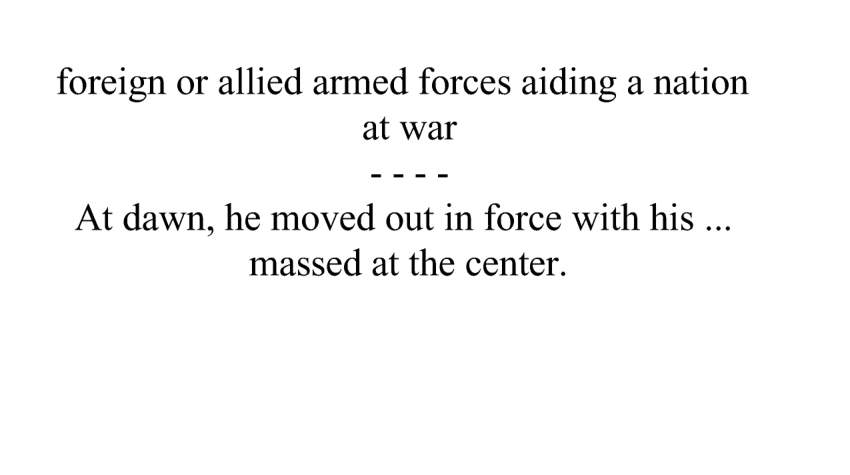 foreign or allied armed forces aiding a nation
at war
- - - -
At dawn, he moved out in force with his ...
massed at the center.